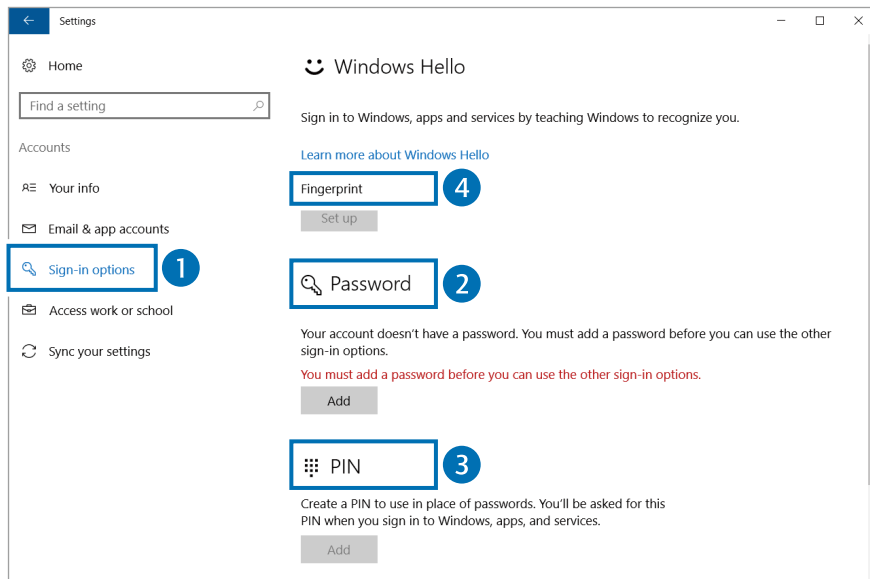 Settings
Home
Find a setting
Accounts
Your info
Email & app accounts
Sign-in options
1
Access work or school
Sync your settings
Windows Hello
Sign in to Windows, apps and services by teaching Windows to recognize you.
Learn more about Windows Hello
Fingerprint
4
Set up
Password
2
Your account doesn't have a password. You must add a password before you can use the other
sign-in options.
You must add a password before you can use the other sign-in options.
Add
PIN
3
Create a PIN to use in place of passwords. You'll be asked for this
PIN when you sign in to Windows, apps, and services.
Add